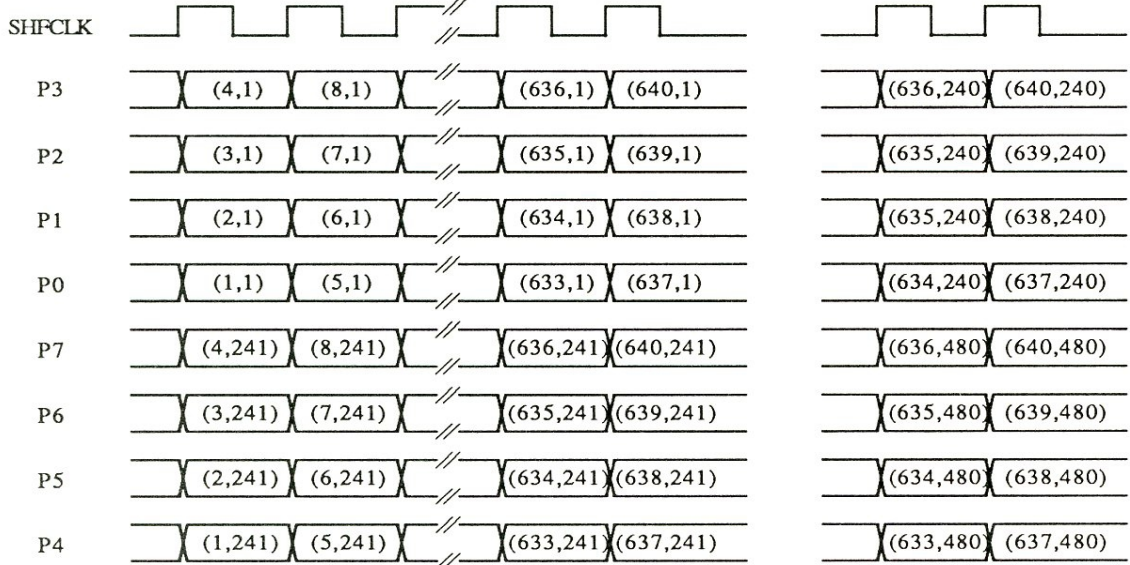 SHFCLK
P3 (4,1) (8,1) (636,1) (640,1) (636,240) (640,240)
P2 (3,1) (7,1) (635,1) (639,1) (635,240) (639,240)
P1 (2,1) (6,1) (634,1) (638,1) (635,240) (638,240)
P0 (1,1) (5,1) (633,1) (637,1) (634,240) (637,240)
P7 (4,241) (8,241) (636,241) (640,241) (636,480) (640,480)
P6 (3,241) (7,241) (635,241) (639,241) (635,480) (639,480)
P5 (2,241) (6,241) (634,241) (638,241) (634,480) (638,480)
P4 (1,241) (5,241) (633,241) (637,241) (633,480) (637,480)